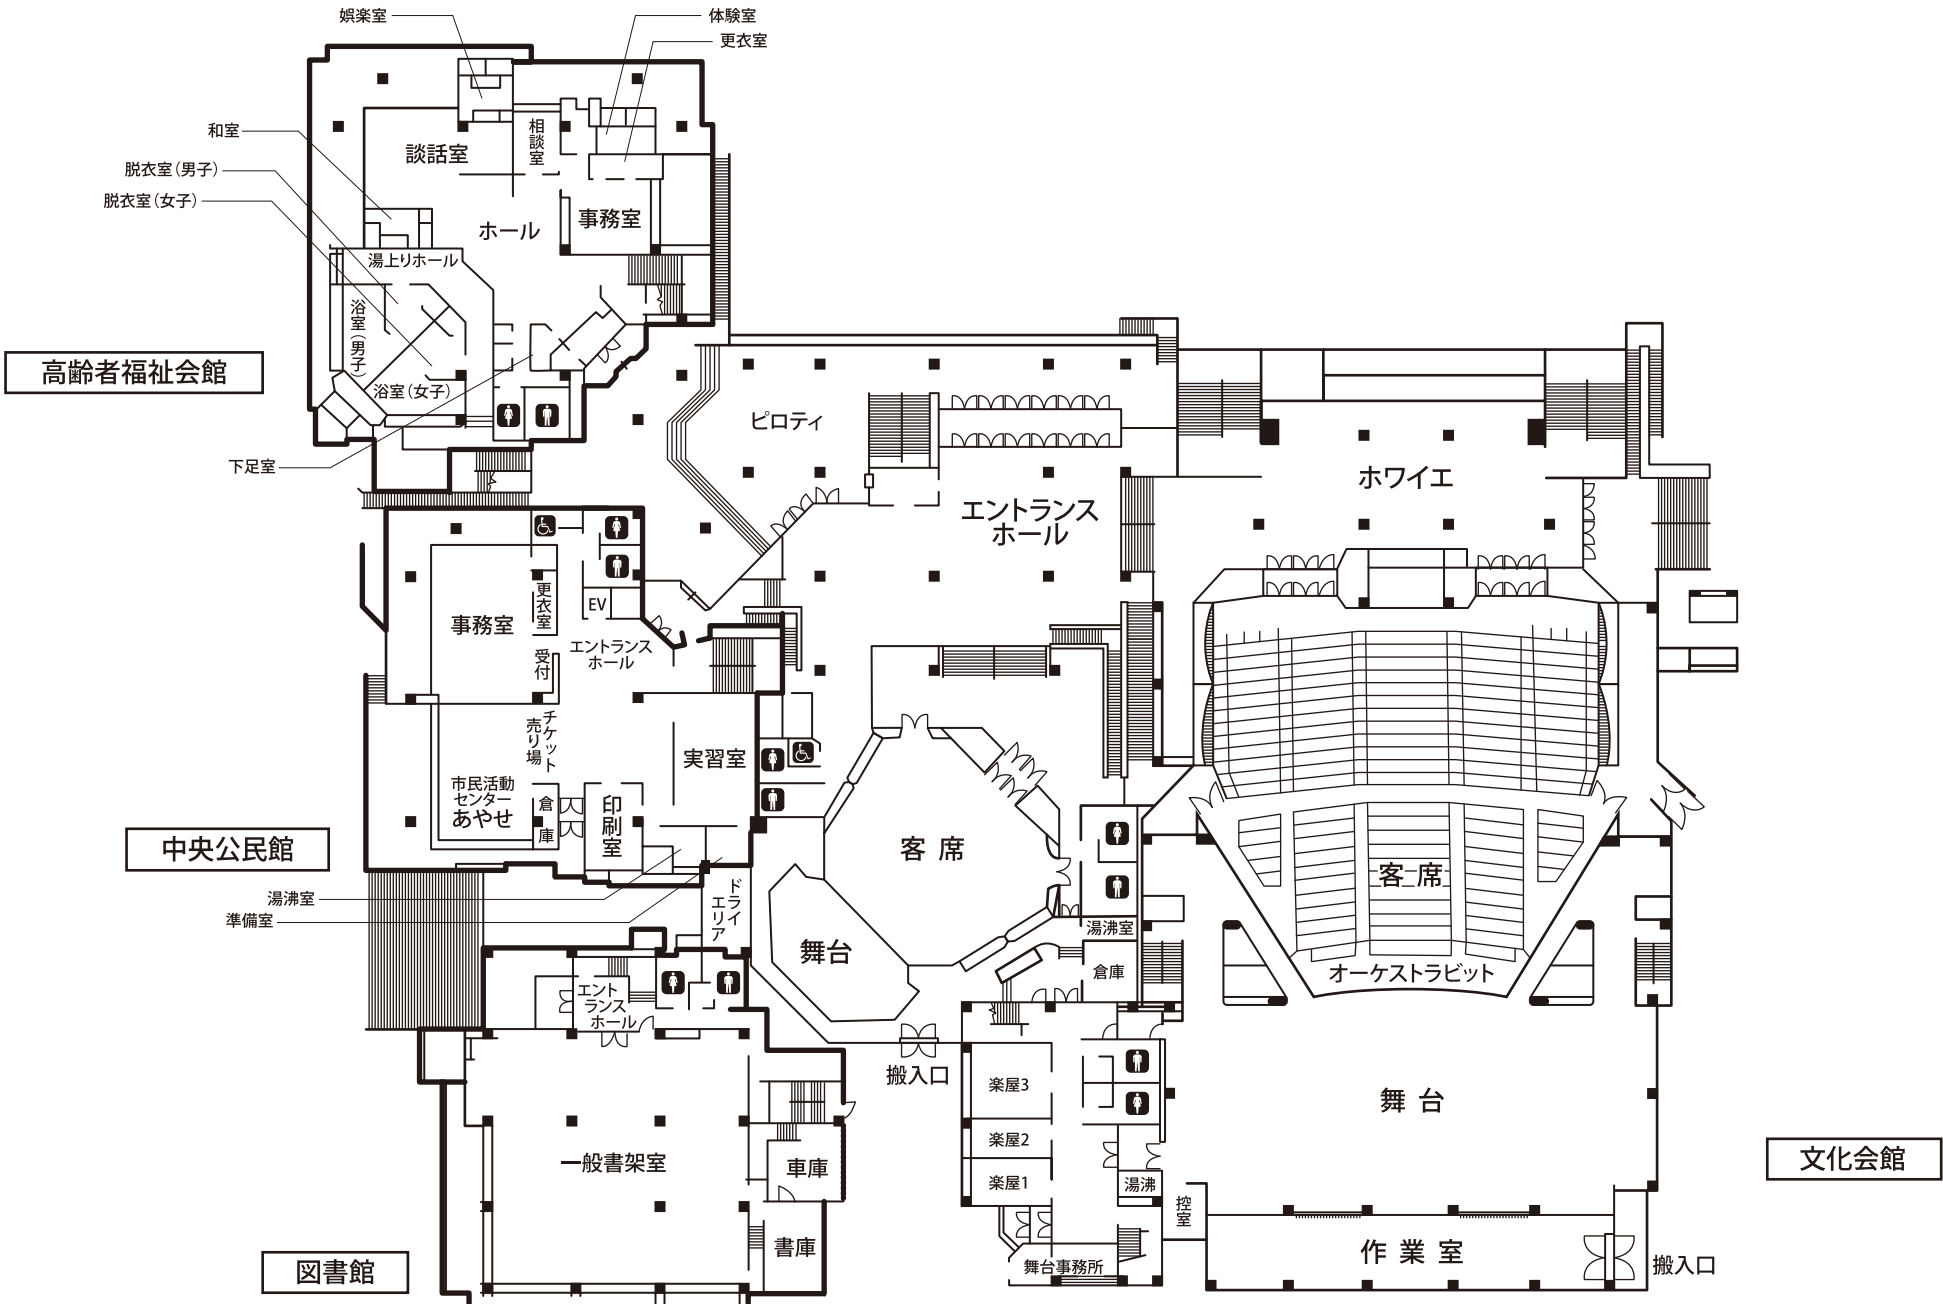 娯楽室
体験室
更衣室
和室
相談室
談話室
脱衣室（男子）
脱衣室（女子）
事務室
ホール
湯上りホール
浴室（男子）
高齢者福祉会館
浴室（女子）
下足室
ピロティ
ホワイエ
エントランス
ホール
事務室
更衣室
EV
受付
エントランス
ホール
チケット
売り場
実習室
市民活動
センター
あやせ
倉庫
印刷室
中央公民館
客 席
客 席
湯沸室
準備室
ドライ
エリア
舞台
湯沸室
倉庫
オーケストラピット
エント
ランス
ホール
搬入口
楽屋3
舞 台
楽屋2
一般書架室
車庫
文化会館
楽屋1
湯沸
控室
書庫
作 業 室
図書館
舞台事務所
搬入口